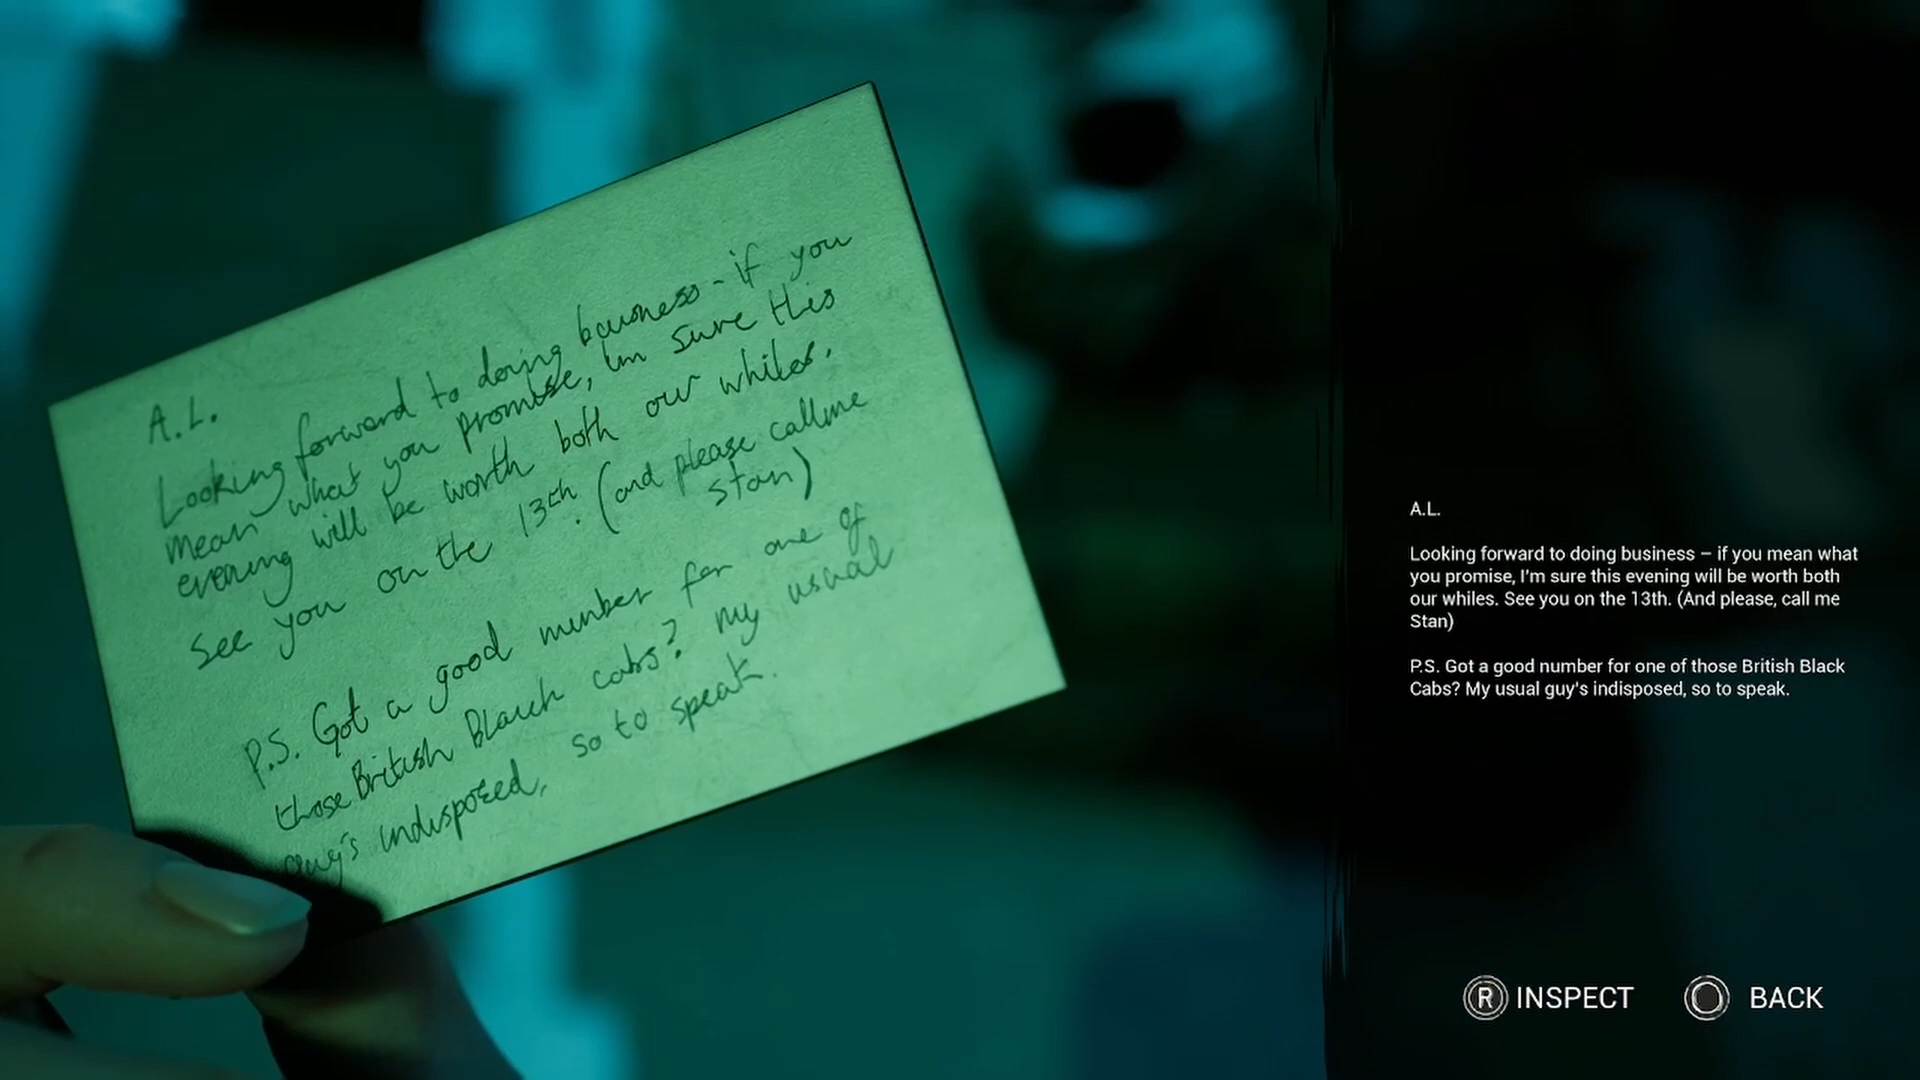 A.L.
Looking forward to doing business - if you
mean what you promise, Im sure this
evening will be worth both our whiles.
See you on the 13th. (and please call me
Stan)
P.S. Got a good number for one of
those British Black cabs? My usual
guy's indisposed, so to speak.
A.L.
Looking forward to doing business – if you mean what
you promise, I'm sure this evening will be worth both
our whiles. See you on the 13th. (And please, call me
Stan)
P.S. Got a good number for one of those British Black
Cabs? My usual guy's indisposed, so to speak.
R INSPECT
BACK